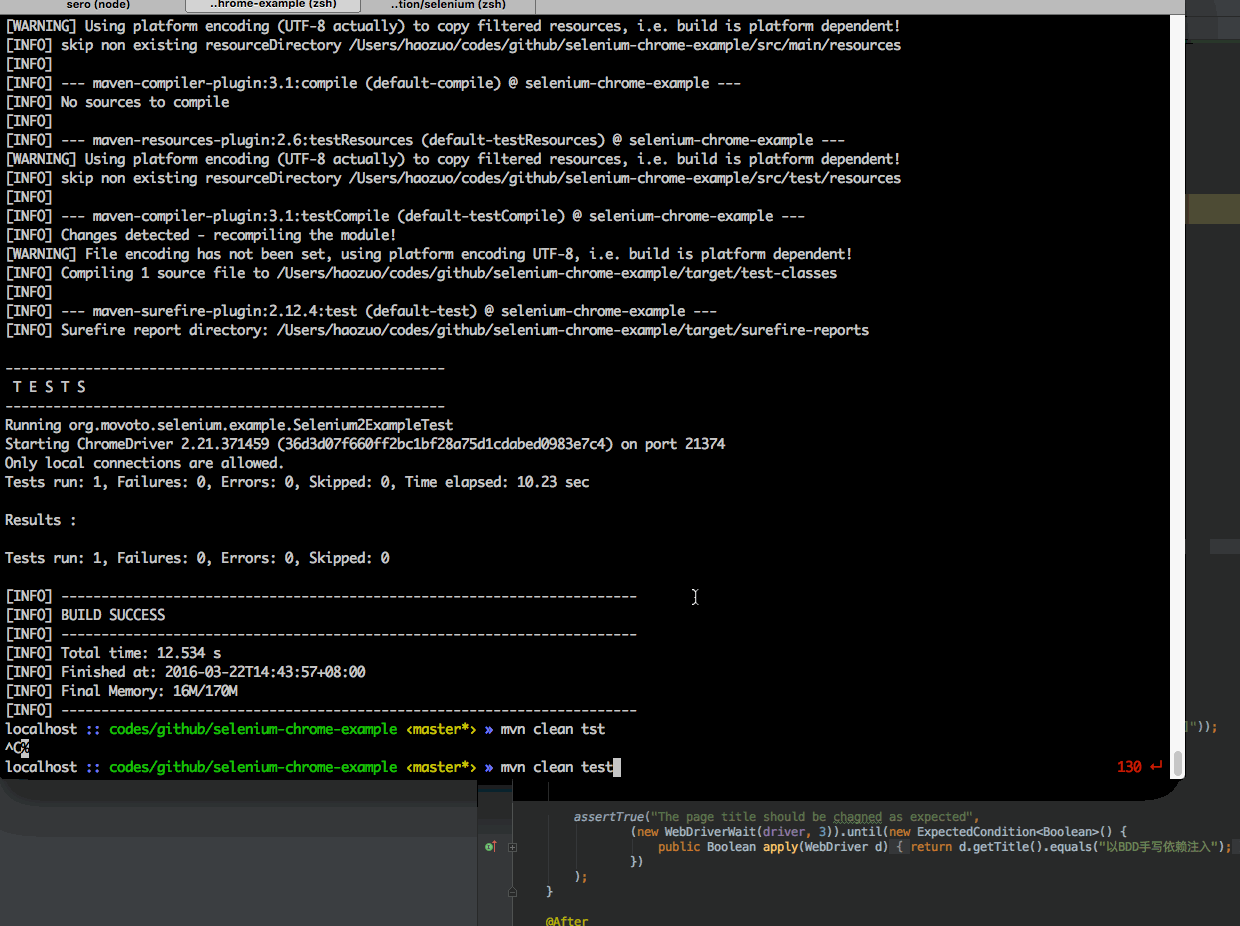 sero (node) ..hrome-example (zsh) ..tion/selenium (zsh)
[WARNING] Using platform encoding (UTF-8 actually) to copy filtered resources, i.e. build is platform dependent!
[INFO] skip non existing resourceDirectory /Users/haozuo/codes/github/selenium-chrome-example/src/main/resources
[INFO]
[INFO] --- maven-compiler-plugin:3.1:compile (default-compile) @ selenium-chrome-example ---
[INFO] No sources to compile
[INFO]
[INFO] --- maven-resources-plugin:2.6:testResources (default-testResources) @ selenium-chrome-example ---
[WARNING] Using platform encoding (UTF-8 actually) to copy filtered resources, i.e. build is platform dependent!
[INFO] skip non existing resourceDirectory /Users/haozuo/codes/github/selenium-chrome-example/src/test/resources
[INFO]
[INFO] --- maven-compiler-plugin:3.1:testCompile (default-testCompile) @ selenium-chrome-example ---
[INFO] Changes detected - recompiling the module!
[WARNING] File encoding has not been set, using platform encoding UTF-8, i.e. build is platform dependent!
[INFO] Compiling 1 source file to /Users/haozuo/codes/github/selenium-chrome-example/target/test-classes
[INFO]
[INFO] --- maven-surefire-plugin:2.12.4:test (default-test) @ selenium-chrome-example ---
[INFO] Surefire report directory: /Users/haozuo/codes/github/selenium-chrome-example/target/surefire-reports
-------------------------------------------------------
T E S T S
-------------------------------------------------------
Running org.movoto.selenium.example.Selenium2ExampleTest
Starting ChromeDriver 2.21.371459 (36d3d07f660ff2bc1bf28a75d1cdabed0983e7c4) on port 21374
Only local connections are allowed.
Tests run: 1, Failures: 0, Errors: 0, Skipped: 0, Time elapsed: 10.23 sec
Results :
Tests run: 1, Failures: 0, Errors: 0, Skipped: 0
[INFO] ------------------------------------------------------------------------
[INFO] BUILD SUCCESS
[INFO] ------------------------------------------------------------------------
[INFO] Total time: 12.534 s
[INFO] Finished at: 2016-03-22T14:43:57+08:00
[INFO] Final Memory: 16M/170M
[INFO] ------------------------------------------------------------------------
localhost :: codes/github/selenium-chrome-example <master*> » mvn clean tst
"));
^C%
localhost :: codes/github/selenium-chrome-example <master*> » mvn clean test 130 ↵
assertTrue("The page title should be chagned as expected",
(new WebDriverWait(driver, 3)).until(new ExpectedCondition<Boolean>() {
public Boolean apply(WebDriver d) { return d.getTitle().equals("以BDD手写依赖注入");
})
);
}
@After